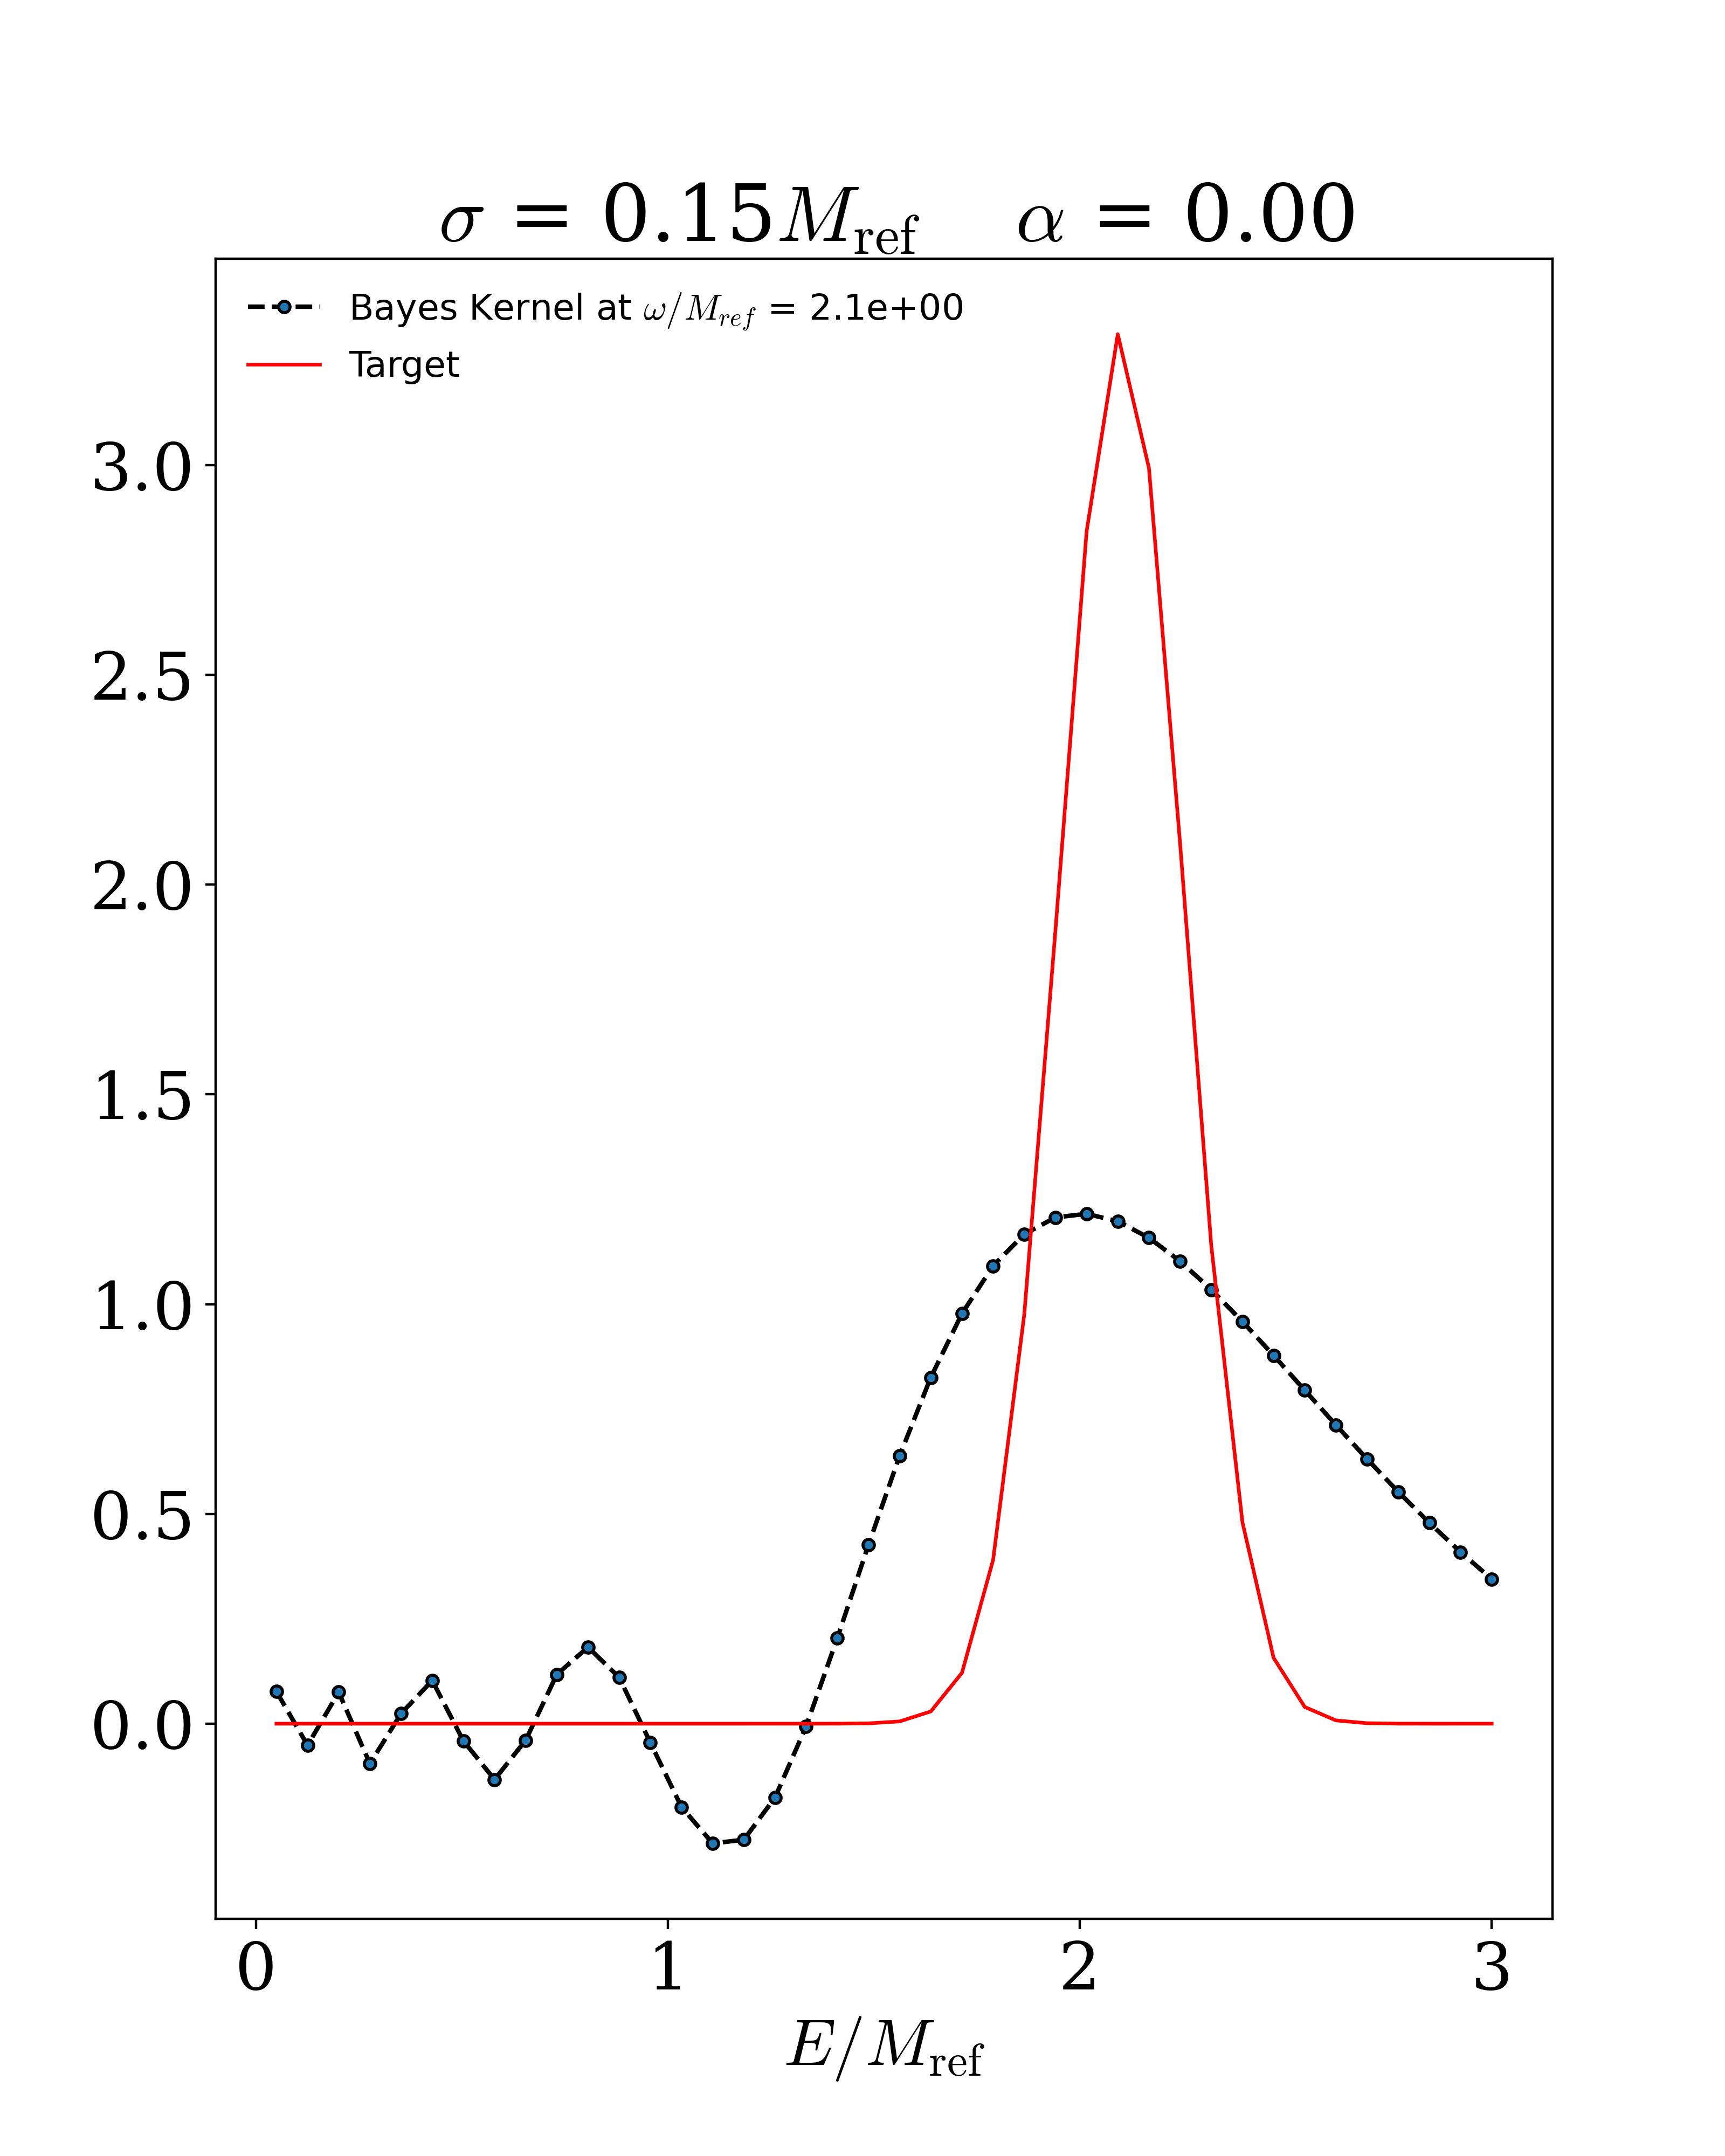 σ = 0.15M_ref α = 0.00
Bayes Kernel at ω/M_ref = 2.1e+00
Target
3.0
2.5
2.0
1.5
1.0
0.5
0.0
0 1 2 3
E/M_ref